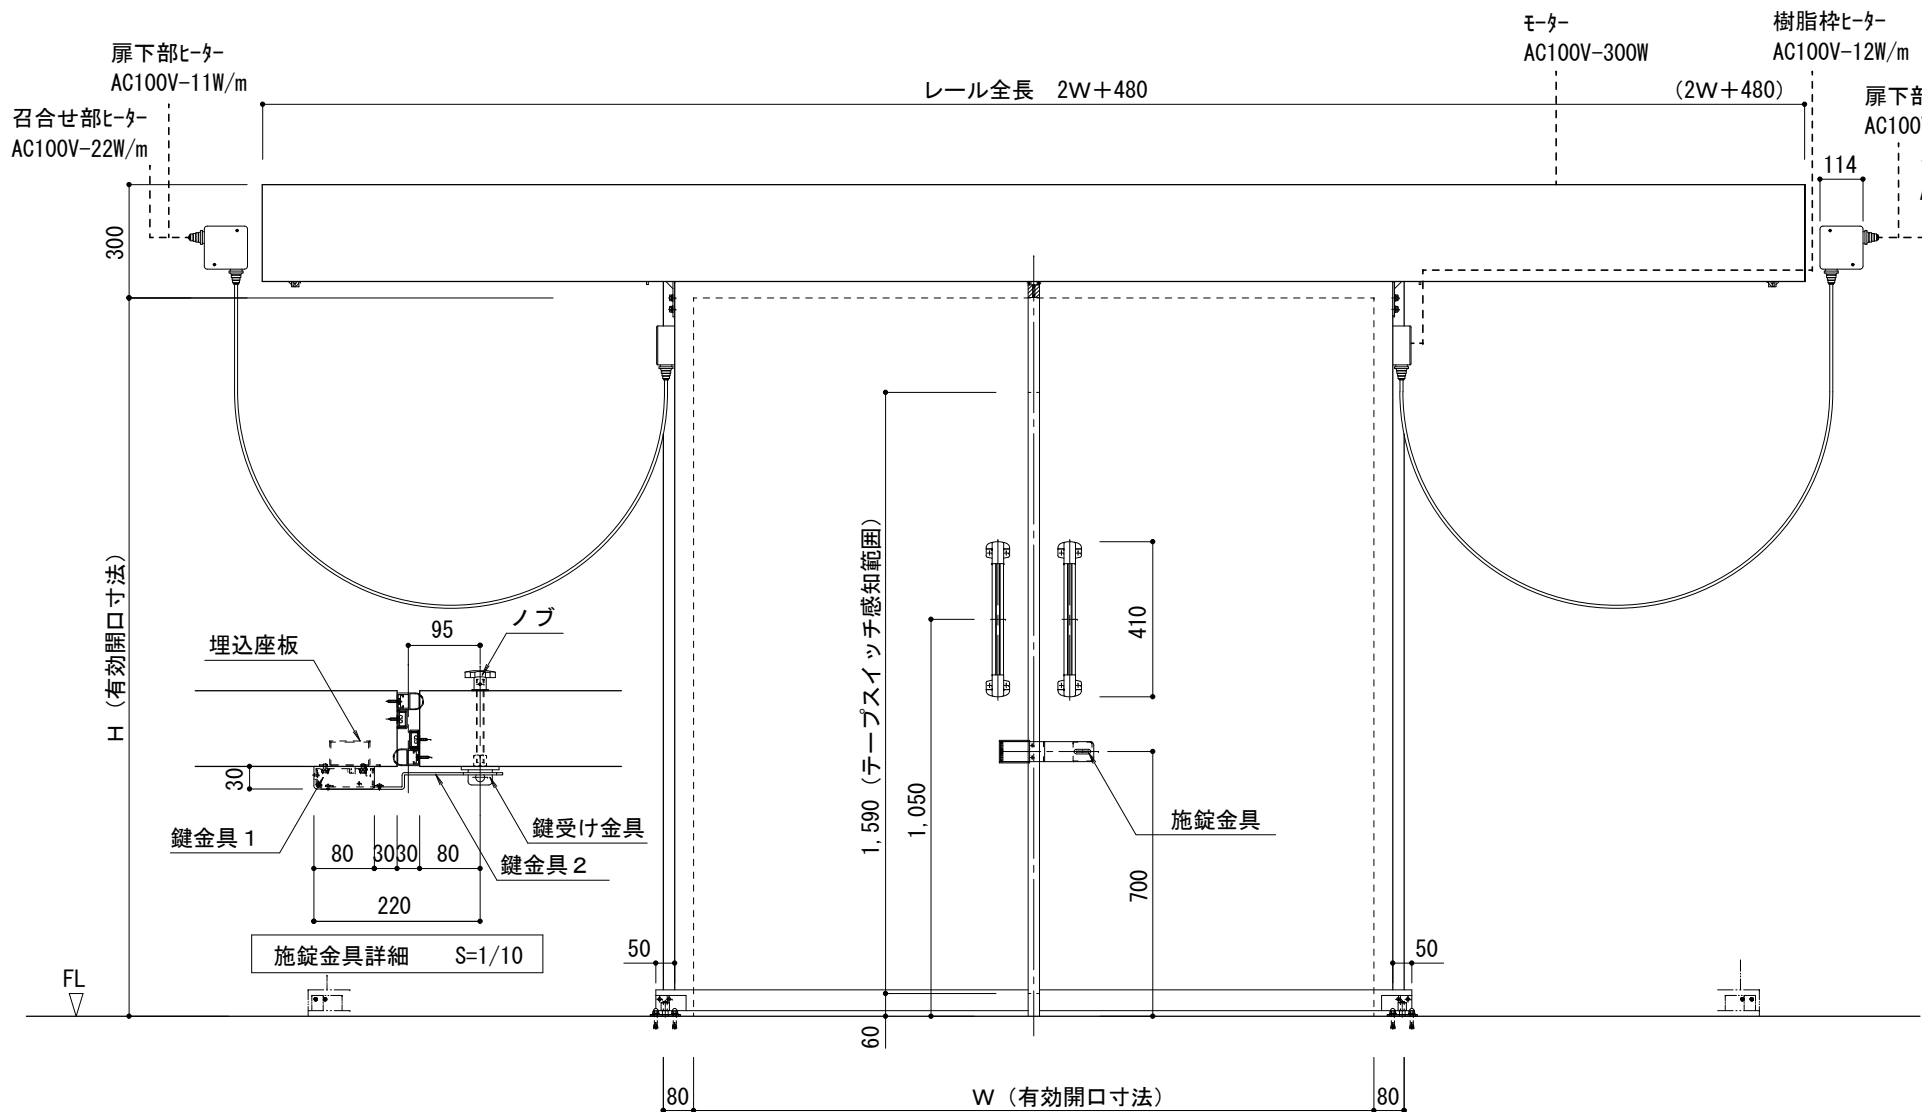 扉下部ヒーター
AC100V-11W/m
召合せ部ヒーター
AC100V-22W/m
レール全長 2W+480
モーター
AC100V-300W
(2W+480)
樹脂枠ヒーター
AC100V-12W/m
扉下部
AC100V
114
300
H (有効開口寸法)
1,590 (テープスイッチ感知範囲)
1,050
410
700
施錠金具
60
95
ノブ
埋込座板
30
鍵金具1
鍵受け金具
鍵金具2
80
30
30
80
220
施錠金具詳細 S=1/10
FL
50
50
80
W (有効開口寸法)
80